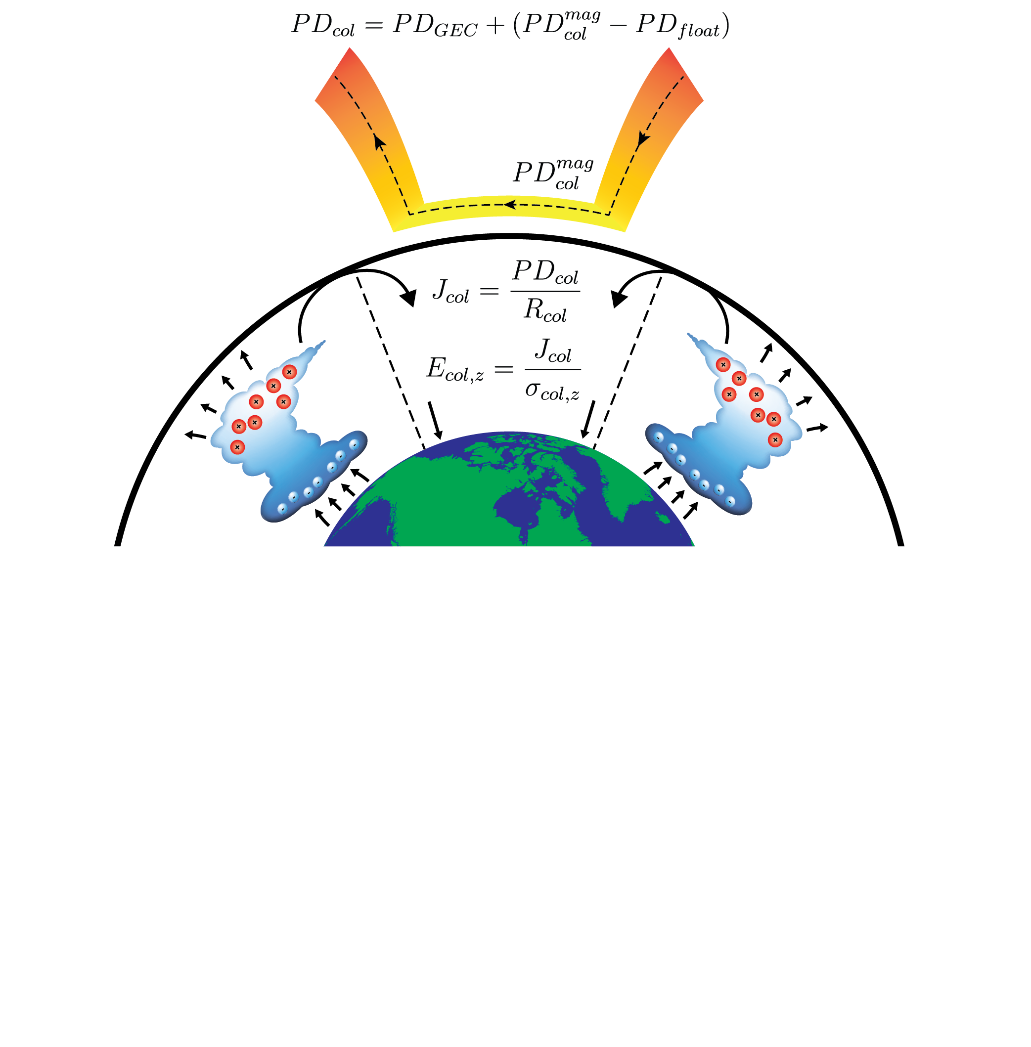 $PD_{col} = PD_{GEC} + (PD_{col}^{mag} - PD_{float})$
$PD_{col}^{mag}$
$J_{col} = \frac{PD_{col}}{R_{col}}$
$E_{col,z} = \frac{J_{col}}{\sigma_{col,z}}$